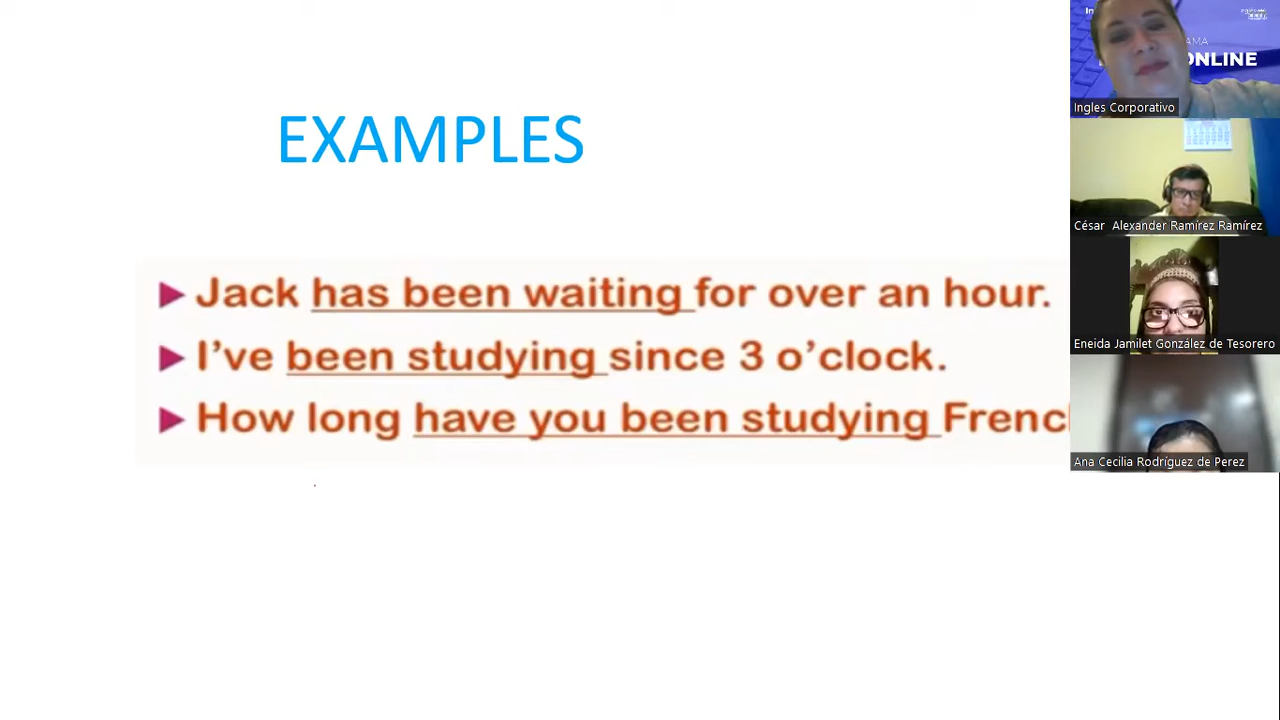 EXAMPLES
Jack has been waiting for over an hour.
I've been studying since 3 o'clock.
How long have you been studying Frenc
ONLINE
Ingles Corporativo
César Alexander Ramírez Ramírez
Eneida Jamilet González de Tesorero
Ana Cecilia Rodríguez de Perez